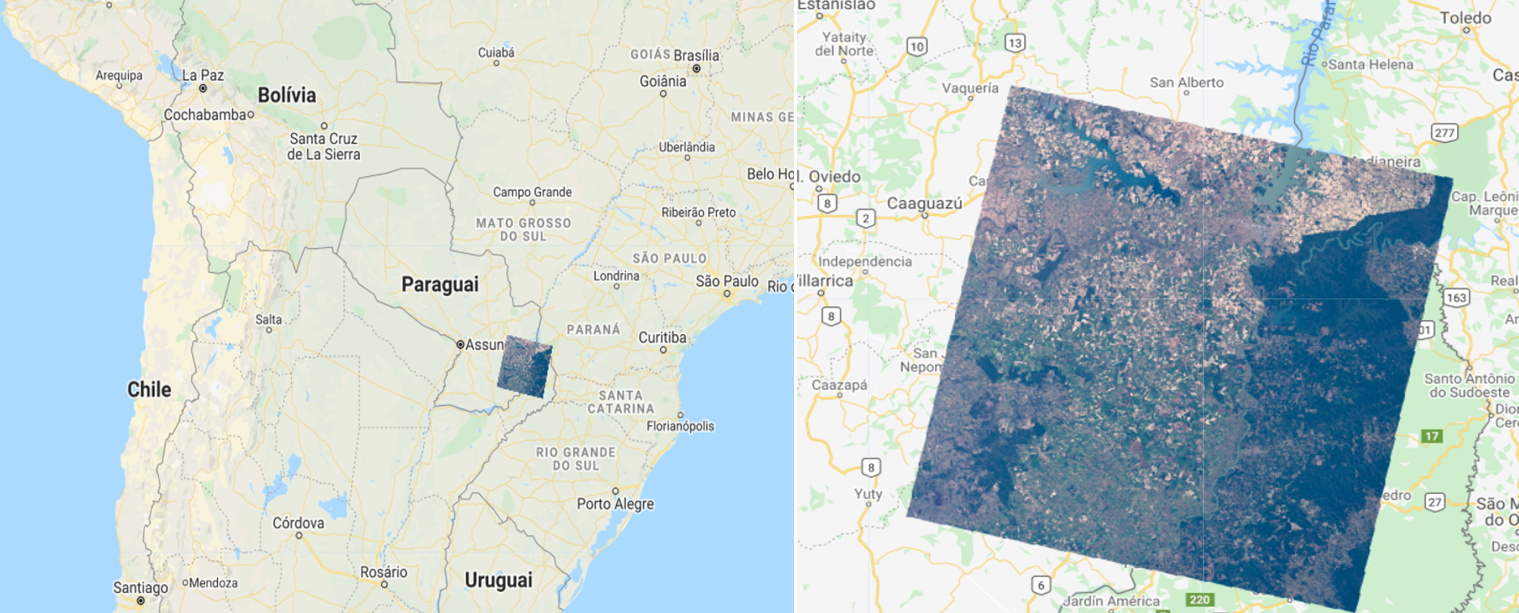 Arequipa
La Paz
Bolívia
Cochabamba
Santa Cruz
de La Sierra
Cuiabá
GOIÁS
Brasília
Goiânia
MINAS GE
Uberlândia
Belo Ho
Campo Grande
Ribeirão Preto
MATO GROSSO
DO SUL
SÃO PAULO
Londrina
São Paulo
Rio d
Paraguai
Salta
PARANÁ
Assun
Curitiba
Chile
SANTA
CATARINA
Florianópolis
RIO GRANDE
DO SUL
Porto Alegre
Córdova
Rosário
Uruguai
Santiago
Mendoza
Estanislao
Yataity
del Norte
10
13
Rio Paran
Toledo
Santa Helena
Cas
San Alberto
Vaquería
277
dianeira
l. Oviedo
Ca
8
2
Caaguazú
Cap. Leôni
Marque
Independencia
illarrica
8
163
Real
01
Ar
San
Nepom
Caazapá
Santo Antônio
do Sudoeste
Dion
Cerq
17
8
Yuty
edro
27
São M
do O
Desc
6
Jardín América
220